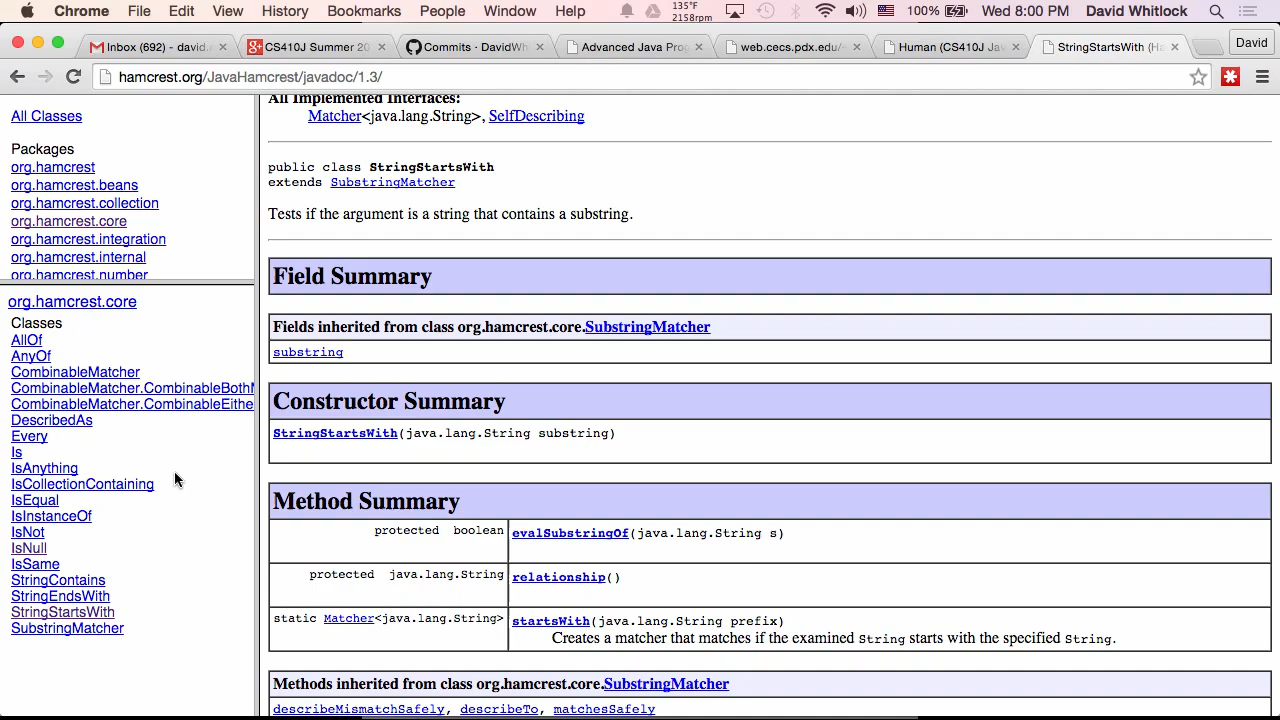 Chrome File Edit View History Bookmarks People Window Help 135°F 2158rpm 100% Wed 8:00 PM David Whitlock
Inbox (692) - david. CS410J Summer 20 Commits · DavidWh Advanced Java Pro web.cecs.pdx.edu/~ Human (CS410J Jav StringStartsWith (Ha David
hamcrest.org/JavaHamcrest/javadoc/1.3/
All Classes
Packages
org.hamcrest
org.hamcrest.beans
org.hamcrest.collection
org.hamcrest.core
org.hamcrest.integration
org.hamcrest.internal
org.hamcrest.number
org.hamcrest.core
Classes
AllOf
AnyOf
CombinableMatcher
CombinableMatcher.CombinableBothM
CombinableMatcher.CombinableEithe
DescribedAs
Every
Is
IsAnything
IsCollectionContaining
IsEqual
IsInstanceOf
IsNot
IsNull
IsSame
StringContains
StringEndsWith
StringStartsWith
SubstringMatcher
All Implemented Interfaces:
Matcher<java.lang.String>, SelfDescribing
public class StringStartsWith
extends SubstringMatcher
Tests if the argument is a string that contains a substring.
Field Summary
Fields inherited from class org.hamcrest.core.SubstringMatcher
substring
Constructor Summary
StringStartsWith(java.lang.String substring)
Method Summary
protected boolean evalSubstringOf(java.lang.String s)
protected java.lang.String relationship()
static Matcher<java.lang.String> startsWith(java.lang.String prefix)
Creates a matcher that matches if the examined String starts with the specified String.
Methods inherited from class org.hamcrest.core.SubstringMatcher
describeMismatchSafely, describeTo, matchesSafely